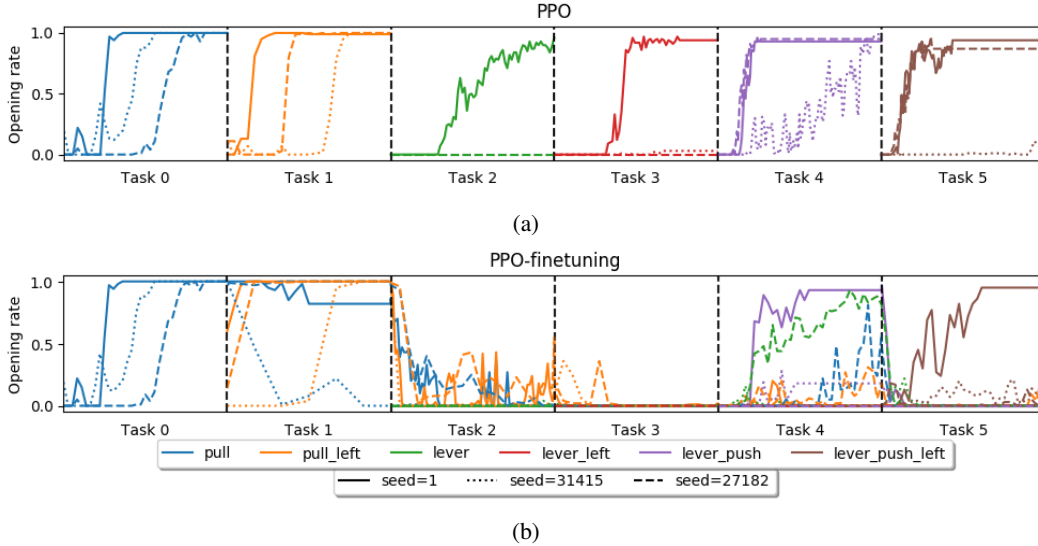 PPO
Opening rate
1.0
0.5
0.0
Task 0 Task 1 Task 2 Task 3 Task 4 Task 5
(a)
PPO-finetuning
Opening rate
1.0
0.5
0.0
Task 0 Task 1 Task 2 Task 3 Task 4 Task 5
pull pull_left lever lever_left lever_push lever_push_left
seed=1 seed=31415 seed=27182
(b)